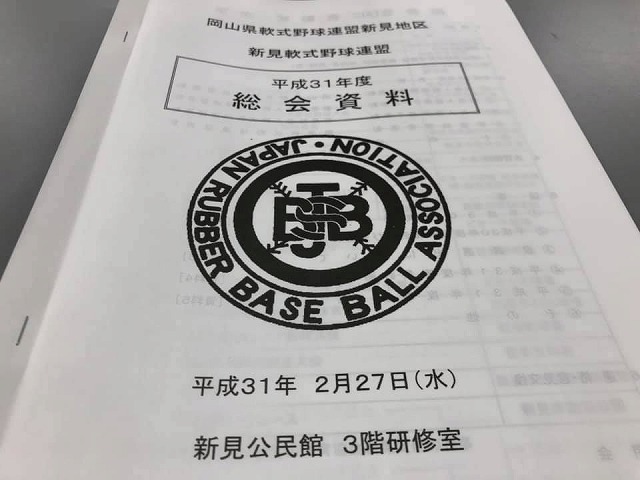 岡山県軟式野球連盟新見地区
新見軟式野球連盟
平成31年度
総会資料
JAPAN RUBBER BASE BALL ASSOCIATION・
JBB
平成31年 2月27日(水)
新見公民館 3階研修室